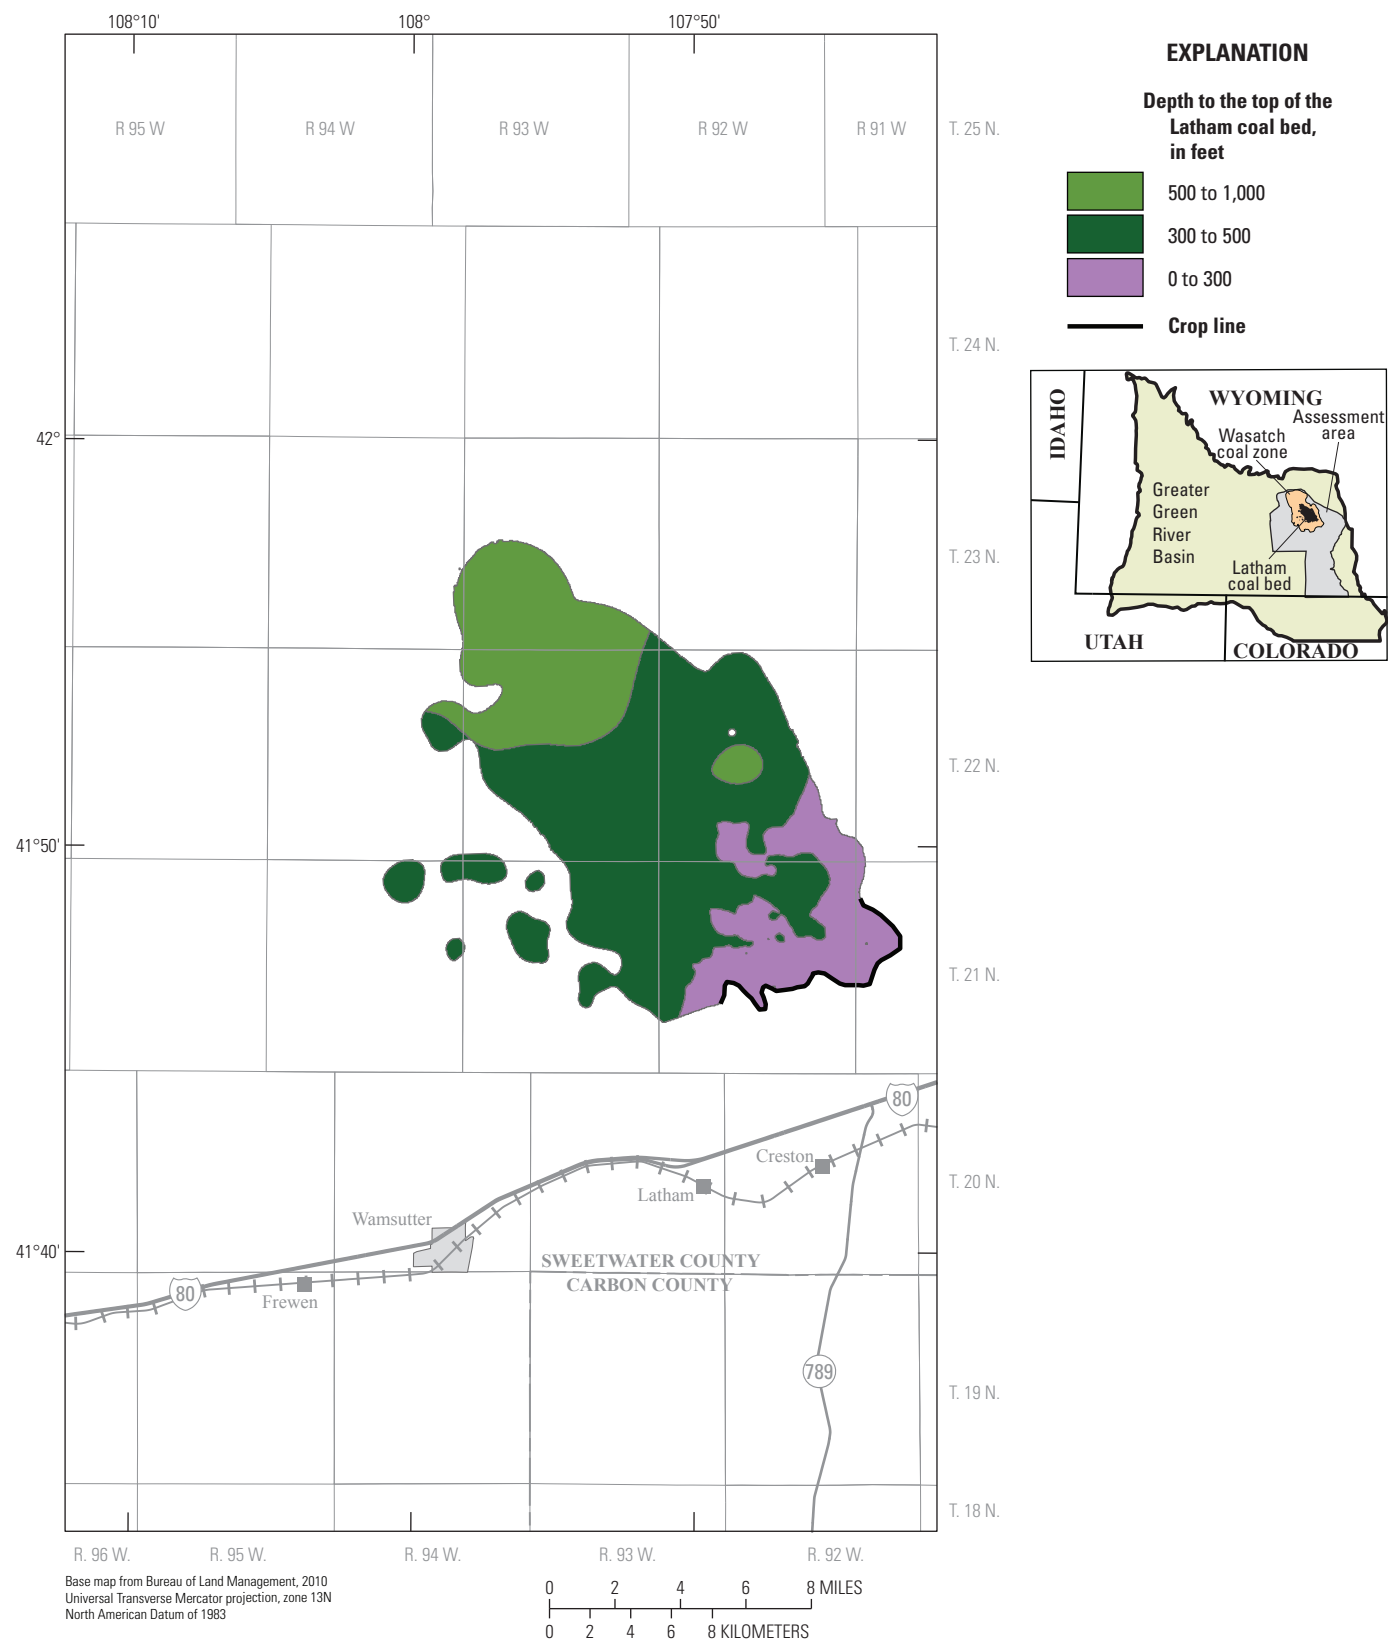 108°10'
108°
107°50'
R 95 W
R 94 W
R 93 W
R 92 W
R 91 W
T. 25 N.
T. 24 N.
42°
T. 23 N.
T. 22 N.
41°50'
T. 21 N.
80
Creston
Latham
T. 20 N.
Wamsutter
41°40'
SWEETWATER COUNTY
CARBON COUNTY
80
Frewen
789
T. 19 N.
T. 18 N.
R. 96 W.
R. 95 W.
R. 94 W.
R. 93 W.
R. 92 W.
Base map from Bureau of Land Management, 2010
Universal Transverse Mercator projection, zone 13N
North American Datum of 1983
0 2 4 6 8 MILES
0 2 4 6 8 KILOMETERS
EXPLANATION
Depth to the top of the
Latham coal bed,
in feet
500 to 1,000
300 to 500
0 to 300
Crop line
IDAHO
WYOMING
Assessment
area
Wasatch
coal zone
Greater
Green
River
Basin
Latham
coal bed
UTAH
COLORADO